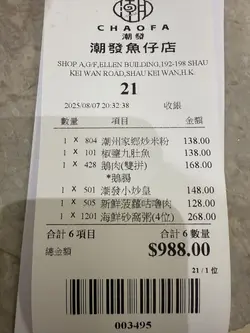 CHAOFA
潮發
潮發魚仔店
SHOP A,G/F,ELLEN BUILDING,192-198 SHAU
KEI WAN ROAD,SHAU KEI WAN,H.K.
21
2025/08/07 20:32:38 收銀
數量 項目 金額
1 x 804 潮州家鄉炒米粉 138.00
1 x 101 椒鹽九肚魚 138.00
1 x 428 鵝肉(雙拼) 168.00
*鵝腸
1 x 501 潮發小炒皇 148.00
1 x 505 新鮮菠蘿咕嚕肉 128.00
1 x 1201 海鮮砂窩粥(4位) 268.00
合計 6 項目 合計 6 數量
總金額 $988.00
21 / 1 位
003495